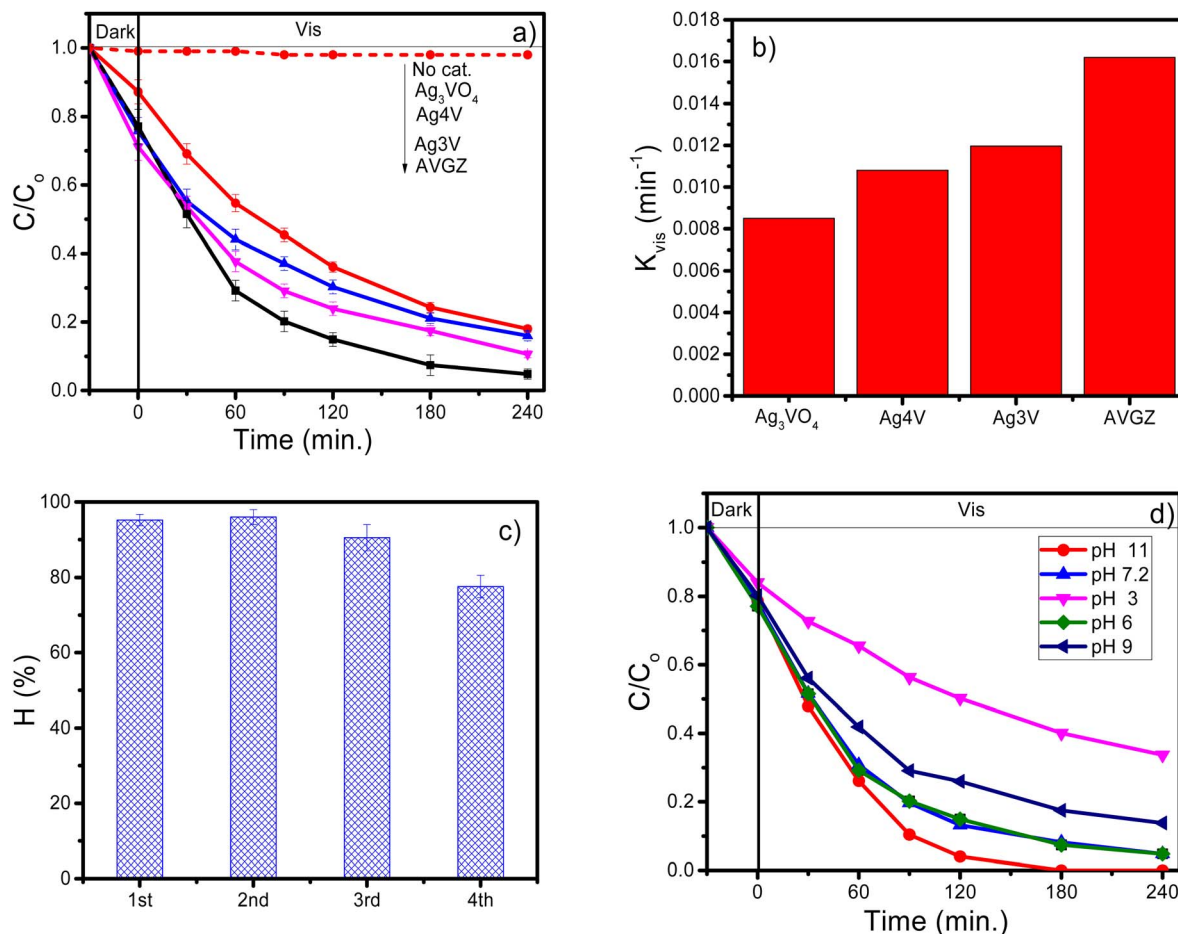 Dark
Vis
a)
1.0
0.8
0.6
0.4
0.2
0.0
C/Cₒ
No cat.
Ag₃VO₄
Ag4V
Ag3V
AVGZ
0 60 120 180 240
Time (min.)
b)
0.016
0.014
0.012
0.010
0.008
0.006
0.004
0.002
0.000
Kᵥᵢₛ (min⁻¹)
Ag₃VO₄ Ag4V Ag3V AVGZ
c)
100
80
60
40
20
0
H (%)
1st 2nd 3rd 4th
Dark
Vis
d)
1.0
0.8
0.6
0.4
0.2
0.0
C/Cₒ
pH 11
pH 7.2
pH 3
pH 6
pH 9
0 60 120 180 240
Time (min.)